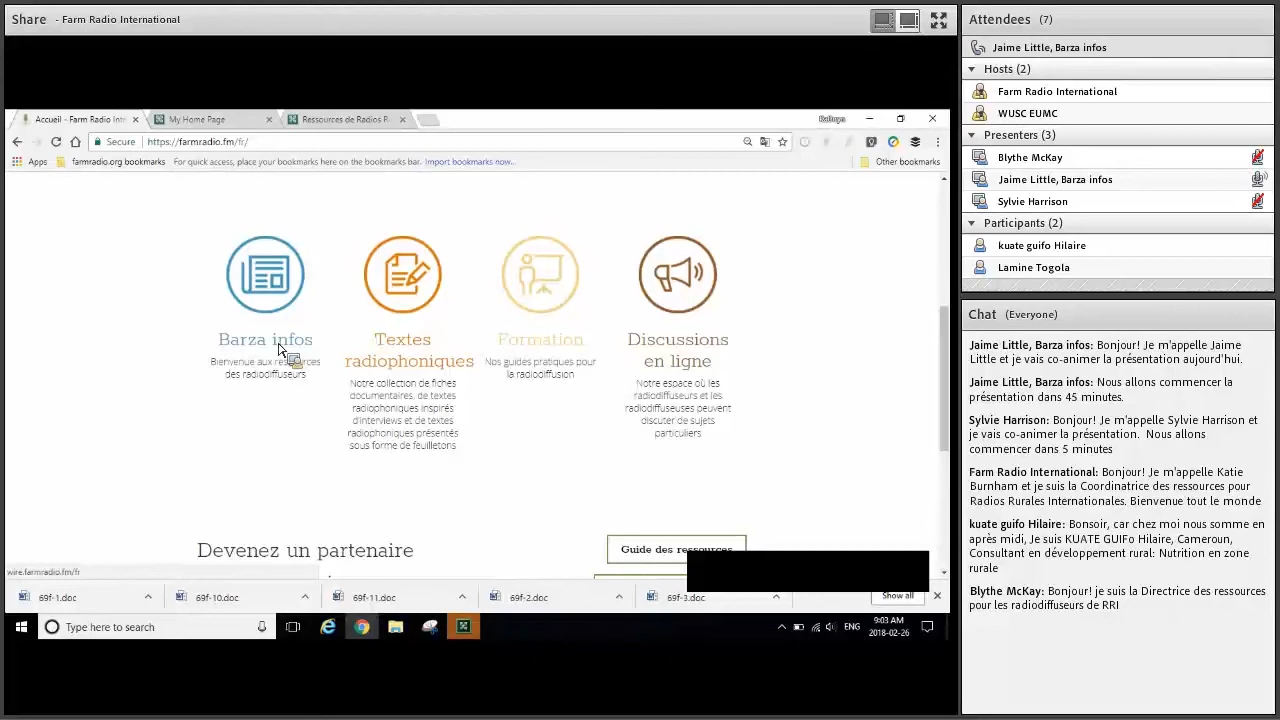 Share - Farm Radio International
Accueil - Farm Radio Int
My Home Page
Ressources de Radios R
Secure
https://farmradio.fm/fr/
Apps
farmradio.org bookmarks
For quick access, place your bookmarks here on the bookmarks bar. Import bookmarks now...
Other bookmarks
Barza infos
Bienvenue aux ressources
des radiodiffuseurs
Textes
radiophoniques
Notre collection de fiches
documentaires, de textes
radiophoniques inspirés
d'interviews et de textes
radiophoniques présentés
sous forme de feuilletons
Formation
Nos guides pratiques pour
la radiodiffusion
Discussions
en ligne
Notre espace où les
radiodiffuseurs et les
radiodiffuseuses peuvent
discuter de sujets
particuliers
Devenez un partenaire
Guide des ressources
wire.farmradio.fm/fr
69f-1.doc
69f-10.doc
69f-11.doc
69f-2.doc
69f-3.doc
Show all
Type here to search
ENG
9:03 AM
2018-02-26
Attendees (7)
Jaime Little, Barza infos
Hosts (2)
Farm Radio International
WUSC EUMC
Presenters (3)
Blythe McKay
Jaime Little, Barza infos
Sylvie Harrison
Participants (2)
kuate guifo Hilaire
Lamine Togola
Chat (Everyone)
Jaime Little, Barza infos: Bonjour! Je m'appelle Jaime
Little et je vais co-animer la présentation aujourd'hui.
Jaime Little, Barza infos: Nous allons commencer la
présentation dans 45 minutes.
Sylvie Harrison: Bonjour! Je m'appelle Sylvie Harrison et
je vais co-animer la présentation. Nous allons
commencer dans 5 minutes
Farm Radio International: Bonjour! Je m'appelle Katie
Burnham et je suis la Coordinatrice des ressources pour
Radios Rurales Internationales. Bienvenue tout le monde
kuate guifo Hilaire: Bonsoir, car chez moi nous somme en
après midi, Je suis KUATE GUIFo Hilaire, Cameroun,
Consultant en développement rural: Nutrition en zone
rurale
Blythe McKay: Bonjour! je suis la Directrice des ressources
pour les radiodiffuseurs de RRI